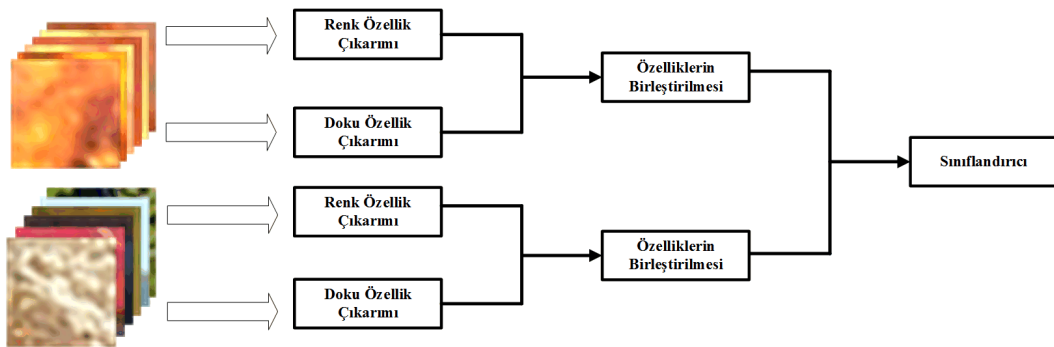 Renk Özellik
Çıkarımı
Doku Özellik
Çıkarımı
Özelliklerin
Birleştirilmesi
Sınıflandırıcı
Renk Özellik
Çıkarımı
Doku Özellik
Çıkarımı
Özelliklerin
Birleştirilmesi